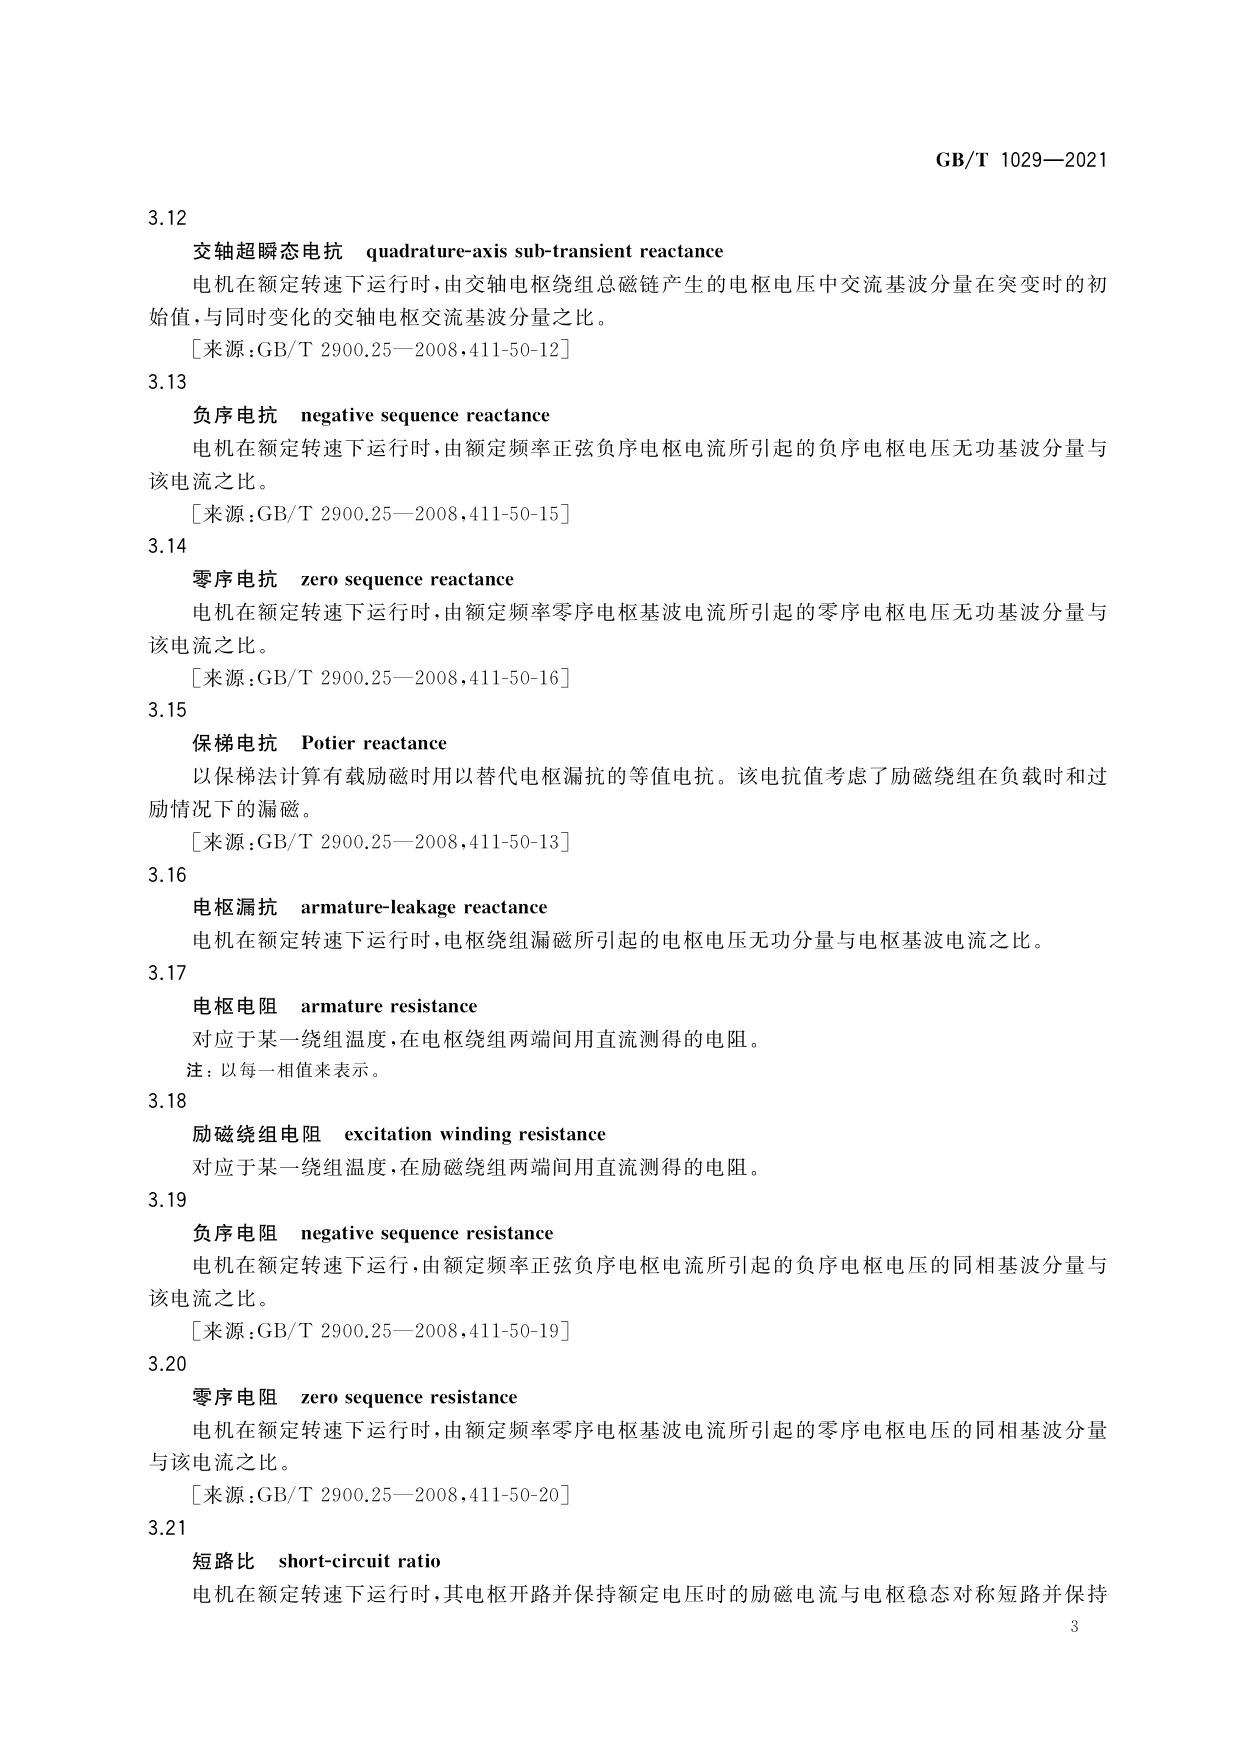 GB/T 1029—2021
3.12
交轴超瞬态电抗　quadrature-axis sub-transient reactance
电机在额定转速下运行时,由交轴电枢绕组总磁链产生的电枢电压中交流基波分量在突变时的初
始值,与同时变化的交轴电枢交流基波分量之比。
[来源:GB/T 2900.25—2008,411-50-12]
3.13
负序电抗　negative sequence reactance
电机在额定转速下运行时,由额定频率正弦负序电枢电流所引起的负序电枢电压无功基波分量与
该电流之比。
[来源:GB/T 2900.25—2008,411-50-15]
3.14
零序电抗　zero sequence reactance
电机在额定转速下运行时,由额定频率零序电枢基波电流所引起的零序电枢电压无功基波分量与
该电流之比。
[来源:GB/T 2900.25—2008,411-50-16]
3.15
保梯电抗　Potier reactance
以保梯法计算有载励磁时用以替代电枢漏抗的等值电抗。该电抗值考虑了励磁绕组在负载时和过
励情况下的漏磁。
[来源:GB/T 2900.25—2008,411-50-13]
3.16
电枢漏抗　armature-leakage reactance
电机在额定转速下运行时,电枢绕组漏磁所引起的电枢电压无功分量与电枢基波电流之比。
3.17
电枢电阻　armature resistance
对应于某一绕组温度,在电枢绕组两端间用直流测得的电阻。
注: 以每一相值来表示。
3.18
励磁绕组电阻　excitation winding resistance
对应于某一绕组温度,在励磁绕组两端间用直流测得的电阻。
3.19
负序电阻　negative sequence resistance
电机在额定转速下运行,由额定频率正弦负序电枢电流所引起的负序电枢电压的同相基波分量与
该电流之比。
[来源:GB/T 2900.25—2008,411-50-19]
3.20
零序电阻　zero sequence resistance
电机在额定转速下运行时,由额定频率零序电枢基波电流所引起的零序电枢电压的同相基波分量
与该电流之比。
[来源:GB/T 2900.25—2008,411-50-20]
3.21
短路比　short-circuit ratio
电机在额定转速下运行时,其电枢开路并保持额定电压时的励磁电流与电枢稳态对称短路并保持
3